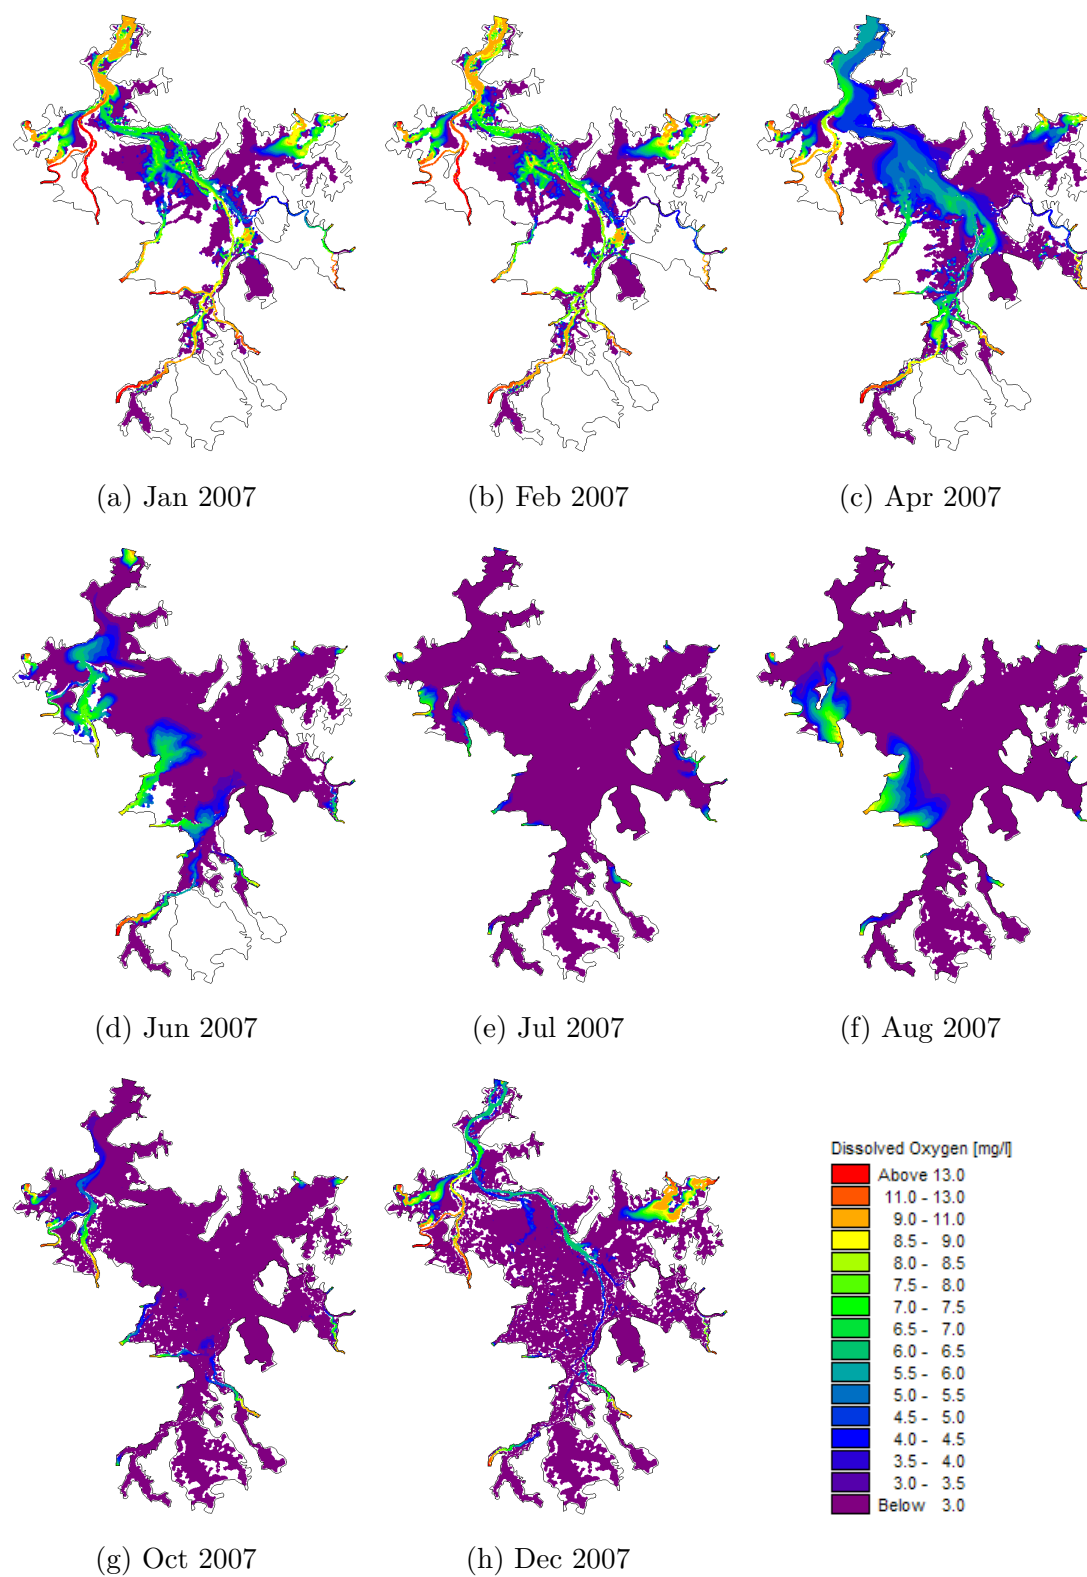 (a) Jan 2007
(b) Feb 2007
(c) Apr 2007
(d) Jun 2007
(e) Jul 2007
(f) Aug 2007
Dissolved Oxygen [mg/l]
Above 13.0
11.0 - 13.0
9.0 - 11.0
8.5 - 9.0
8.0 - 8.5
7.5 - 8.0
7.0 - 7.5
6.5 - 7.0
6.0 - 6.5
5.5 - 6.0
5.0 - 5.5
4.5 - 5.0
4.0 - 4.5
3.5 - 4.0
3.0 - 3.5
Below 3.0
(g) Oct 2007
(h) Dec 2007